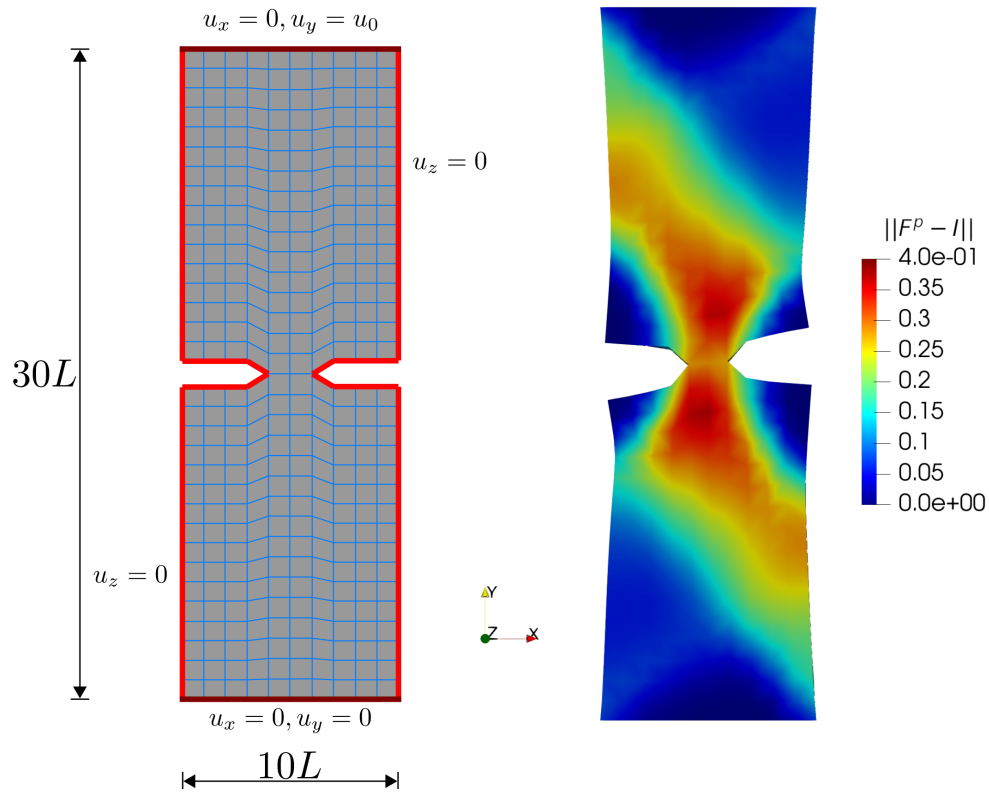 u_x = 0, u_y = u_0
u_z = 0
30L
u_z = 0
u_x = 0, u_y = 0
10L
Y
Z
X
||F^p − I||
4.0e-01
0.35
0.3
0.25
0.2
0.15
0.1
0.05
0.0e+00